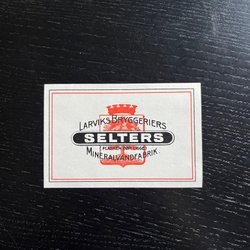 LARVIKS BRYGGERIERS
SELTERS
MINERALVANDFABRIK